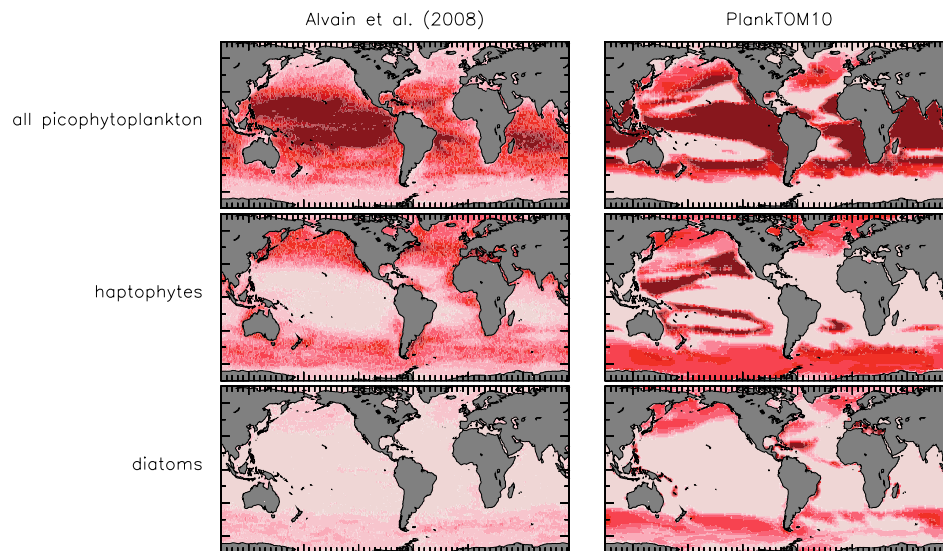 Alvain et al. (2008)
PlankTOM10
all picophytoplankton
haptophytes
diatoms